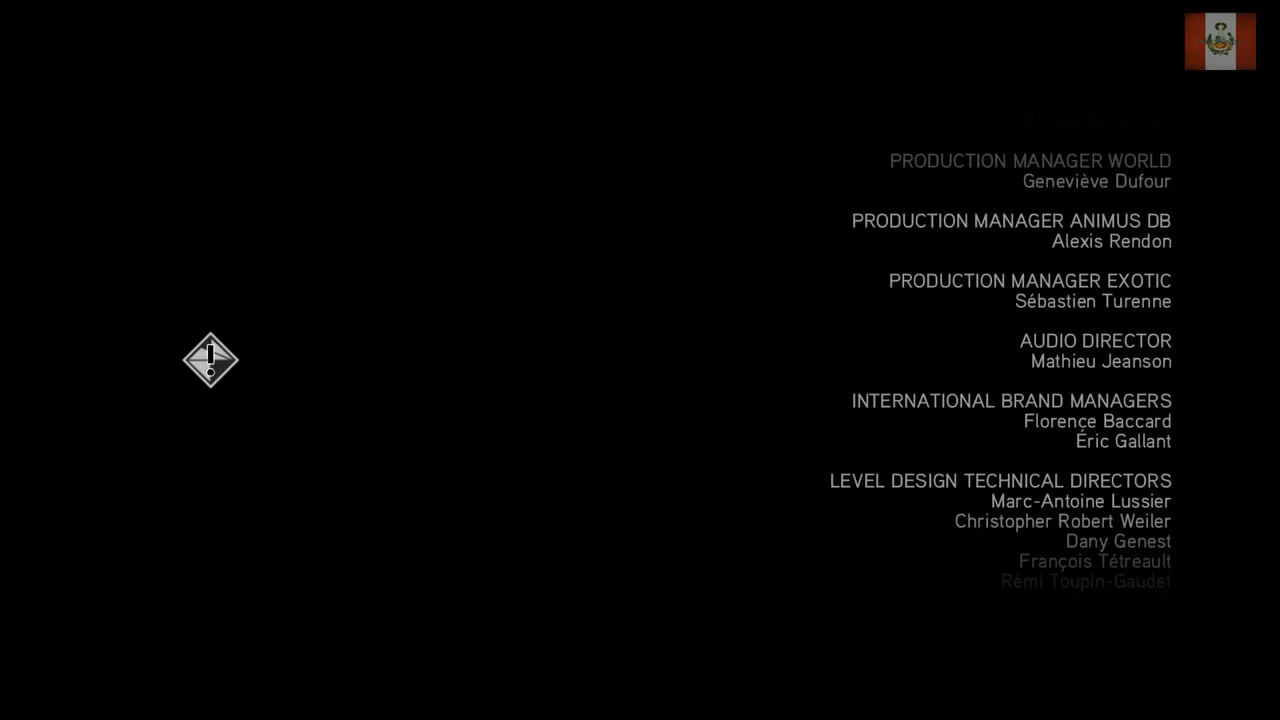 PRODUCTION MANAGER WORLD
Geneviève Dufour
PRODUCTION MANAGER ANIMUS DB
Alexis Rendon
PRODUCTION MANAGER EXOTIC
Sébastien Turenne
AUDIO DIRECTOR
Mathieu Jeanson
INTERNATIONAL BRAND MANAGERS
Florence Baccard
Éric Gallant
LEVEL DESIGN TECHNICAL DIRECTORS
Marc-Antoine Lussier
Christopher Robert Weiler
Dany Genest
François Tétreault
Rémi Toupin-Gaudet